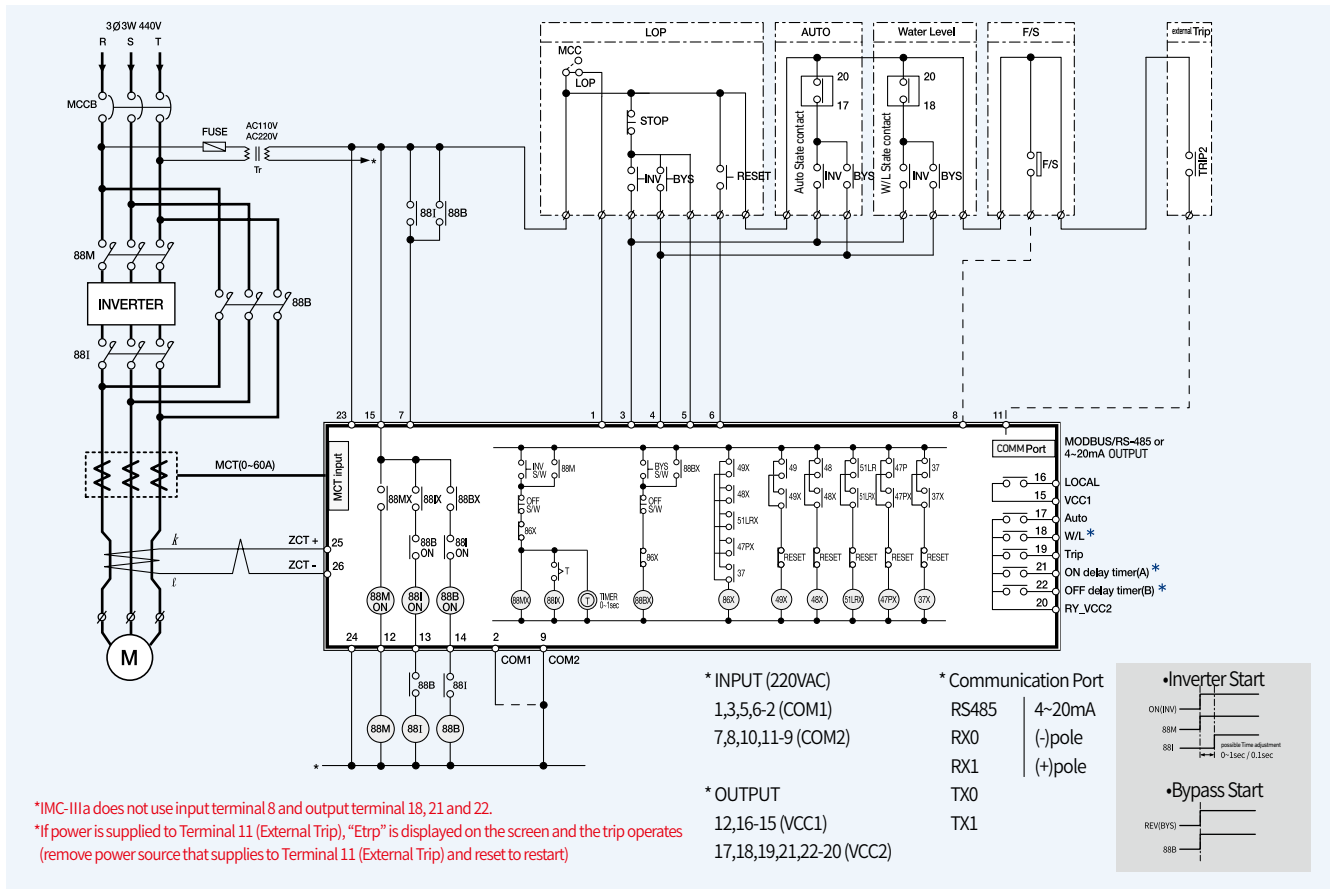 3Ø3W 440V
R S T
MCCB
FUSE
AC110V
AC220V
Tr
*
88I 88B
88M
INVERTER
88B
88I
MCT(0~60A)
k
ℓ
ZCT +
ZCT -
M
LOP
MCC
LOP
STOP
INV BYS
RESET
AUTO
20
17
Auto State contact
INV BYS
Water Level
20
18
W/L State contact
INV BYS
F/S
F/S
external Trip
TRIP2
23 15 7 1 3 4 5 6 8 11
MCT input
25
26
88MX 88IX 88BX
88B ON
88I ON
88M ON
88I ON
88B ON
INV S/W
88M
OFF S/W
86X
T
88MX
88IX
T
TIMER
0~1sec
BYS S/W
88BX
OFF S/W
86X
88BX
49X
48X
51LRX
47PX
37
86X
49
49X
RESET
49X
48
48X
RESET
48X
51LR
51LRX
RESET
51LRX
47P
47PX
RESET
47PX
37
37X
RESET
37X
COMM Port
MODBUS/RS-485 or
4~20mA OUTPUT
16 LOCAL
15 VCC1
17 Auto
18 W/L *
19 Trip
21 ON delay timer(A) *
22 OFF delay timer(B) *
20 RY_VCC2
24 12 13 14 2 9
COM1
COM2
88B
88I
88M
88I
88B
*
* INPUT (220VAC)
1,3,5,6-2 (COM1)
7,8,10,11-9 (COM2)
* OUTPUT
12,16-15 (VCC1)
17,18,19,21,22-20 (VCC2)
* Communication Port
RS485 4~20mA
RX0 (-)pole
RX1 (+)pole
TX0
TX1
•Inverter Start
ON(INV)
88M
88I
possible Time adjustment
0~1sec / 0.1sec
•Bypass Start
REV(BYS)
88B
*IMC-IIIa does not use input terminal 8 and output terminal 18, 21 and 22.
*If power is supplied to Terminal 11 (External Trip), “Etrp” is displayed on the screen and the trip operates
(remove power source that supplies to Terminal 11 (External Trip) and reset to restart)